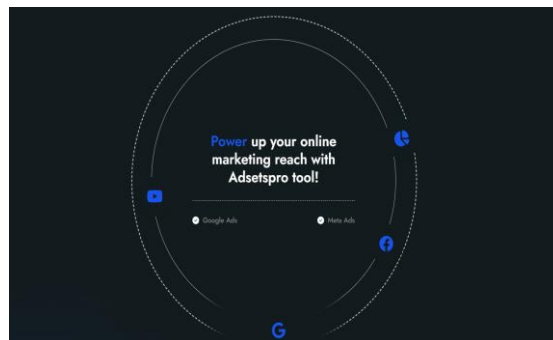 Power up your online
marketing reach with
Adsetspro tool!
Google Ads
Meta Ads